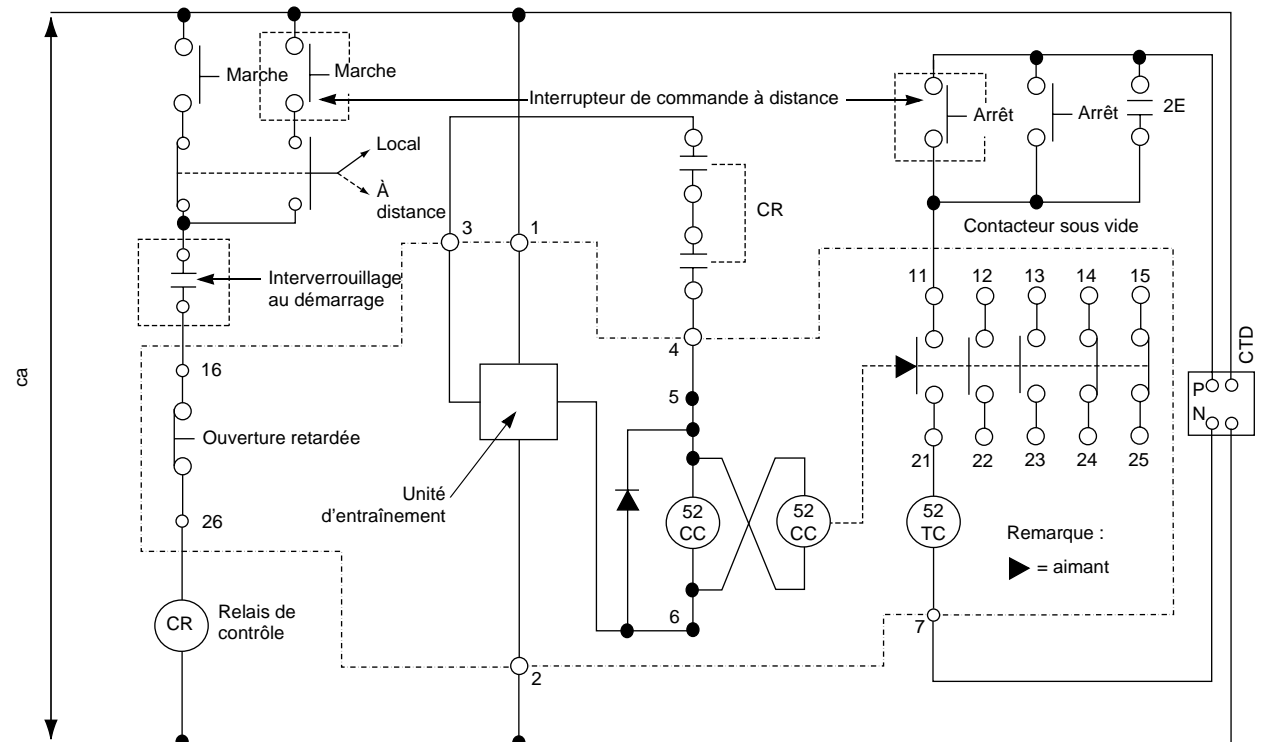 Marche
Marche
Interrupteur de commande à distance
Arrêt
Arrêt
2E
Local
À
distance
CR
3
1
Contacteur sous vide
Interverrouillage
au démarrage
11
12
13
14
15
4
ca
CTD
16
5
P
N
Ouverture retardée
21
22
23
24
25
Unité
d'entraînement
26
52
CC
52
CC
52
TC
Remarque :
= aimant
CR
Relais de
contrôle
6
7
2